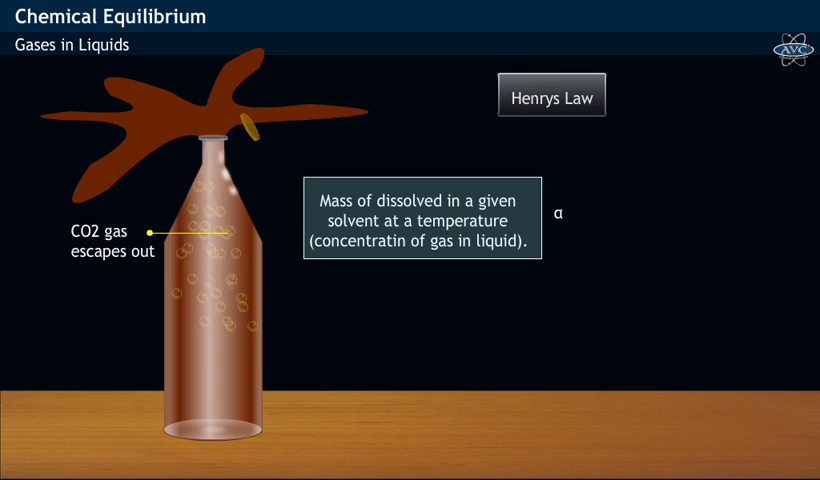 Chemical Equilibrium
Gases in Liquids
AVC
Henrys Law
Mass of dissolved in a given
solvent at a temperature
(concentratin of gas in liquid).
α
CO2 gas
escapes out